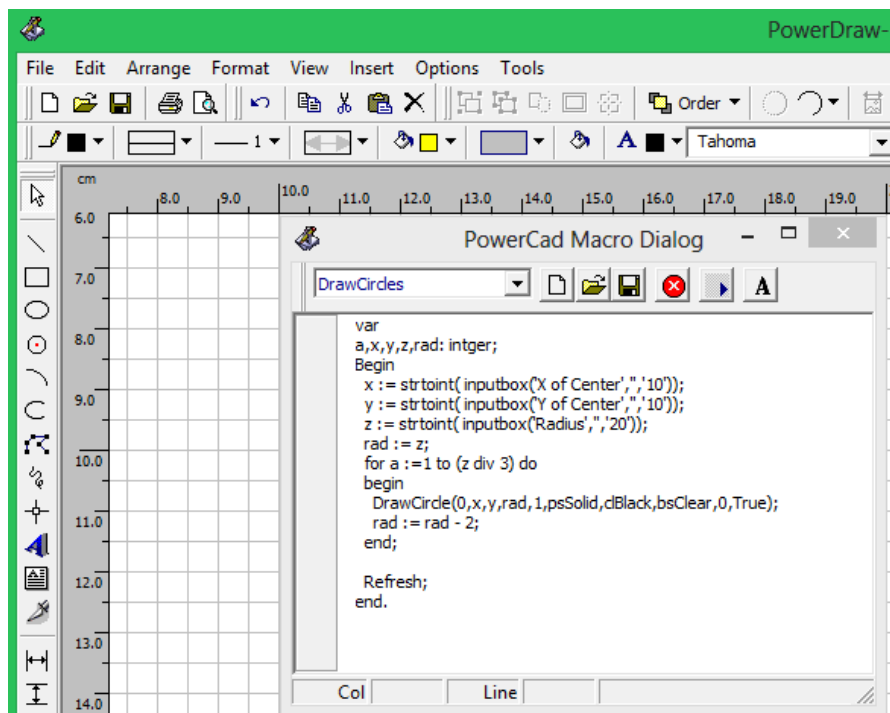 PowerDraw-
File Edit Arrange Format View Insert Options Tools
Order
1 A Tahoma
cm
8.0 9.0 10.0 11.0 12.0 13.0 14.0 15.0 16.0 17.0 18.0 19.0
6.0
PowerCad Macro Dialog
7.0
DrawCircles A
var
8.0
a,x,y,z,rad: intger;
Begin
x := strtoint( inputbox('X of Center','','10'));
9.0
y := strtoint( inputbox('Y of Center','','10'));
z := strtoint( inputbox('Radius','','20'));
rad := z;
10.0
for a :=1 to (z div 3) do
begin
DrawCircle(0,x,y,rad,1,psSolid,clBlack,bsClear,0,True);
11.0
rad := rad - 2;
end;
A
12.0
Refresh;
end.
13.0
Col Line
14.0